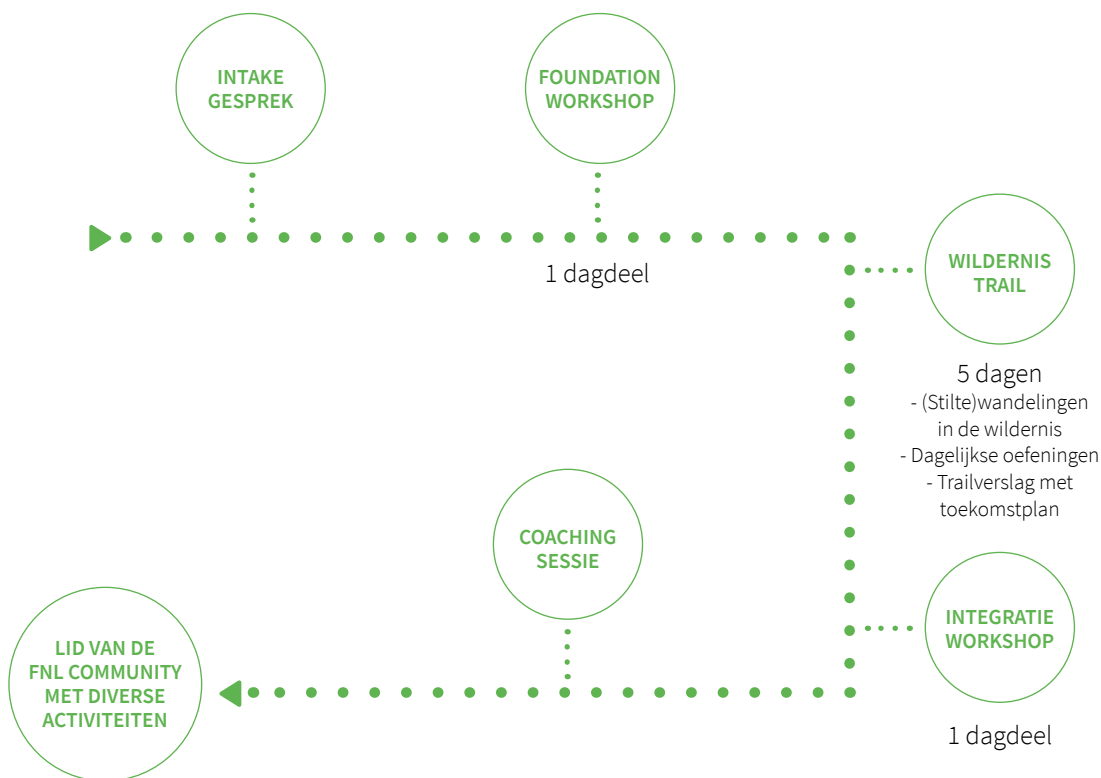 INTAKE
GESPREK
FOUNDATION
WORKSHOP
1 dagdeel
WILDERNIS
TRAIL
5 dagen
- (Stilte)wandelingen
in de wildernis
- Dagelijkse oefeningen
- Trailverslag met
toekomstplan
INTEGRATIE
WORKSHOP
1 dagdeel
COACHING
SESSIE
LID VAN DE
FNL COMMUNITY
MET DIVERSE
ACTIVITEITEN